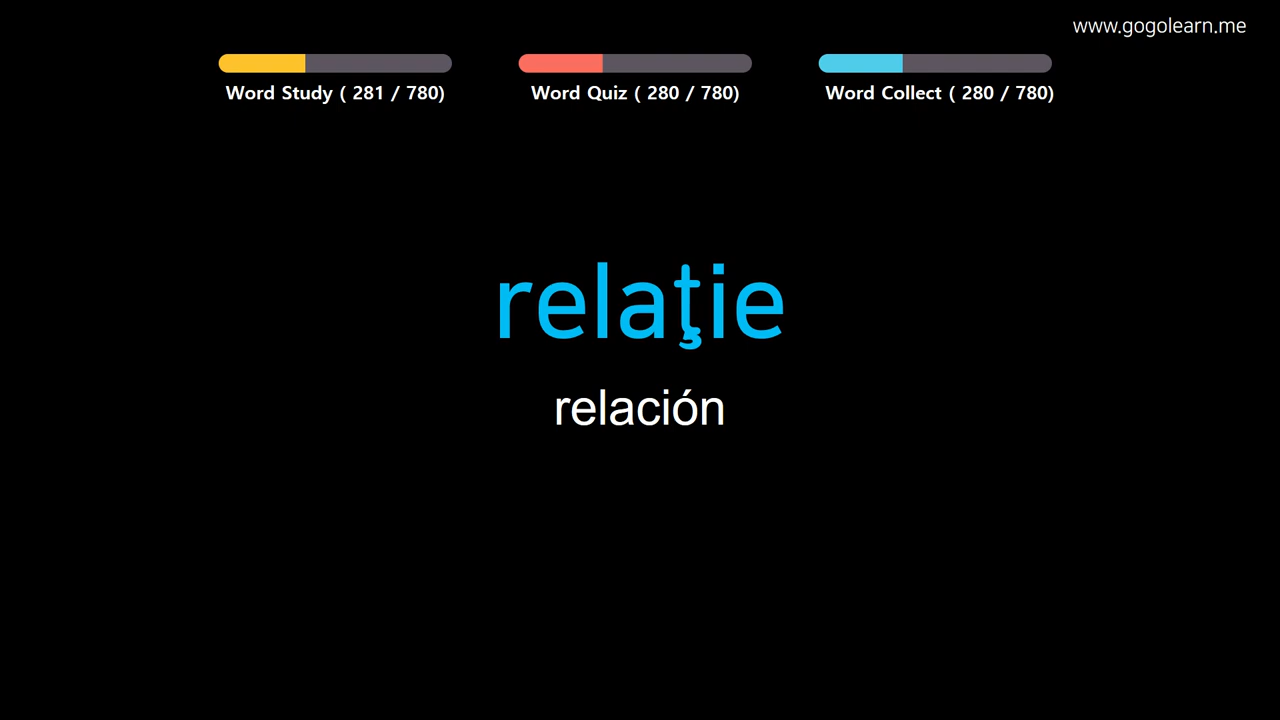 www.gogolearn.me
Word Study ( 281 / 780)
Word Quiz ( 280 / 780)
Word Collect ( 280 / 780)
relaţie
relación